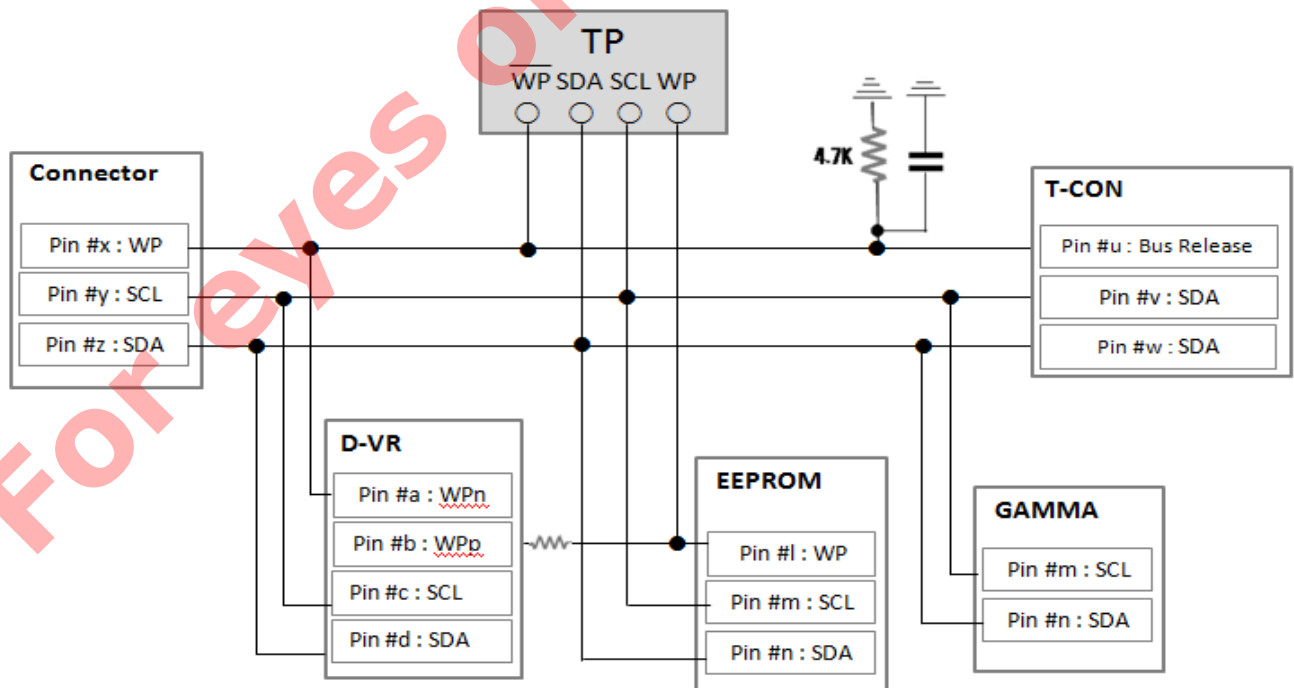 TP
WP SDA SCL WP
4.7K
Connector
Pin #x : WP
Pin #y : SCL
Pin #z : SDA
T-CON
Pin #u : Bus Release
Pin #v : SDA
Pin #w : SDA
D-VR
Pin #a : WPn
Pin #b : WPp
Pin #c : SCL
Pin #d : SDA
EEPROM
Pin #l : WP
Pin #m : SCL
Pin #n : SDA
GAMMA
Pin #m : SCL
Pin #n : SDA
For eyes